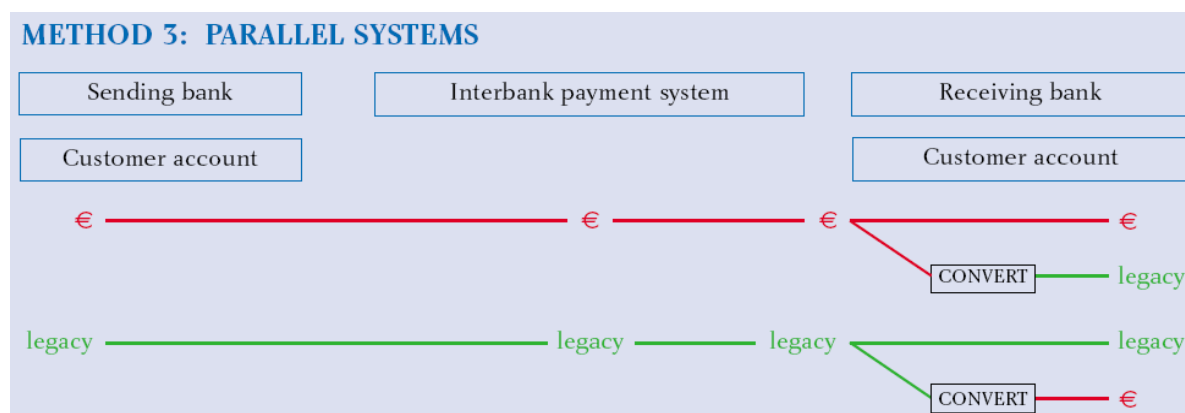 METHOD 3: PARALLEL SYSTEMS
Sending bank Interbank payment system Receiving bank
Customer account Customer account
€ € € €
CONVERT legacy
legacy legacy legacy legacy
CONVERT €